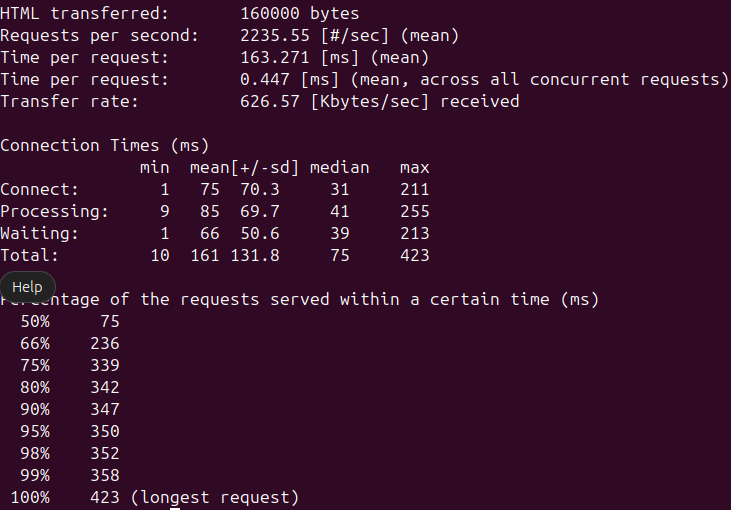 HTML transferred:       160000 bytes
Requests per second:    2235.55 [#/sec] (mean)
Time per request:       163.271 [ms] (mean)
Time per request:       0.447 [ms] (mean, across all concurrent requests)
Transfer rate:          626.57 [Kbytes/sec] received

Connection Times (ms)
              min  mean[+/-sd] median   max
Connect:        1   75  70.3     31     211
Processing:     9   85  69.7     41     255
Waiting:        1   66  50.6     39     213
Total:         10  161 131.8     75     423

Help
Percentage of the requests served within a certain time (ms)
  50%     75
  66%    236
  75%    339
  80%    342
  90%    347
  95%    350
  98%    352
  99%    358
 100%    423 (longest request)